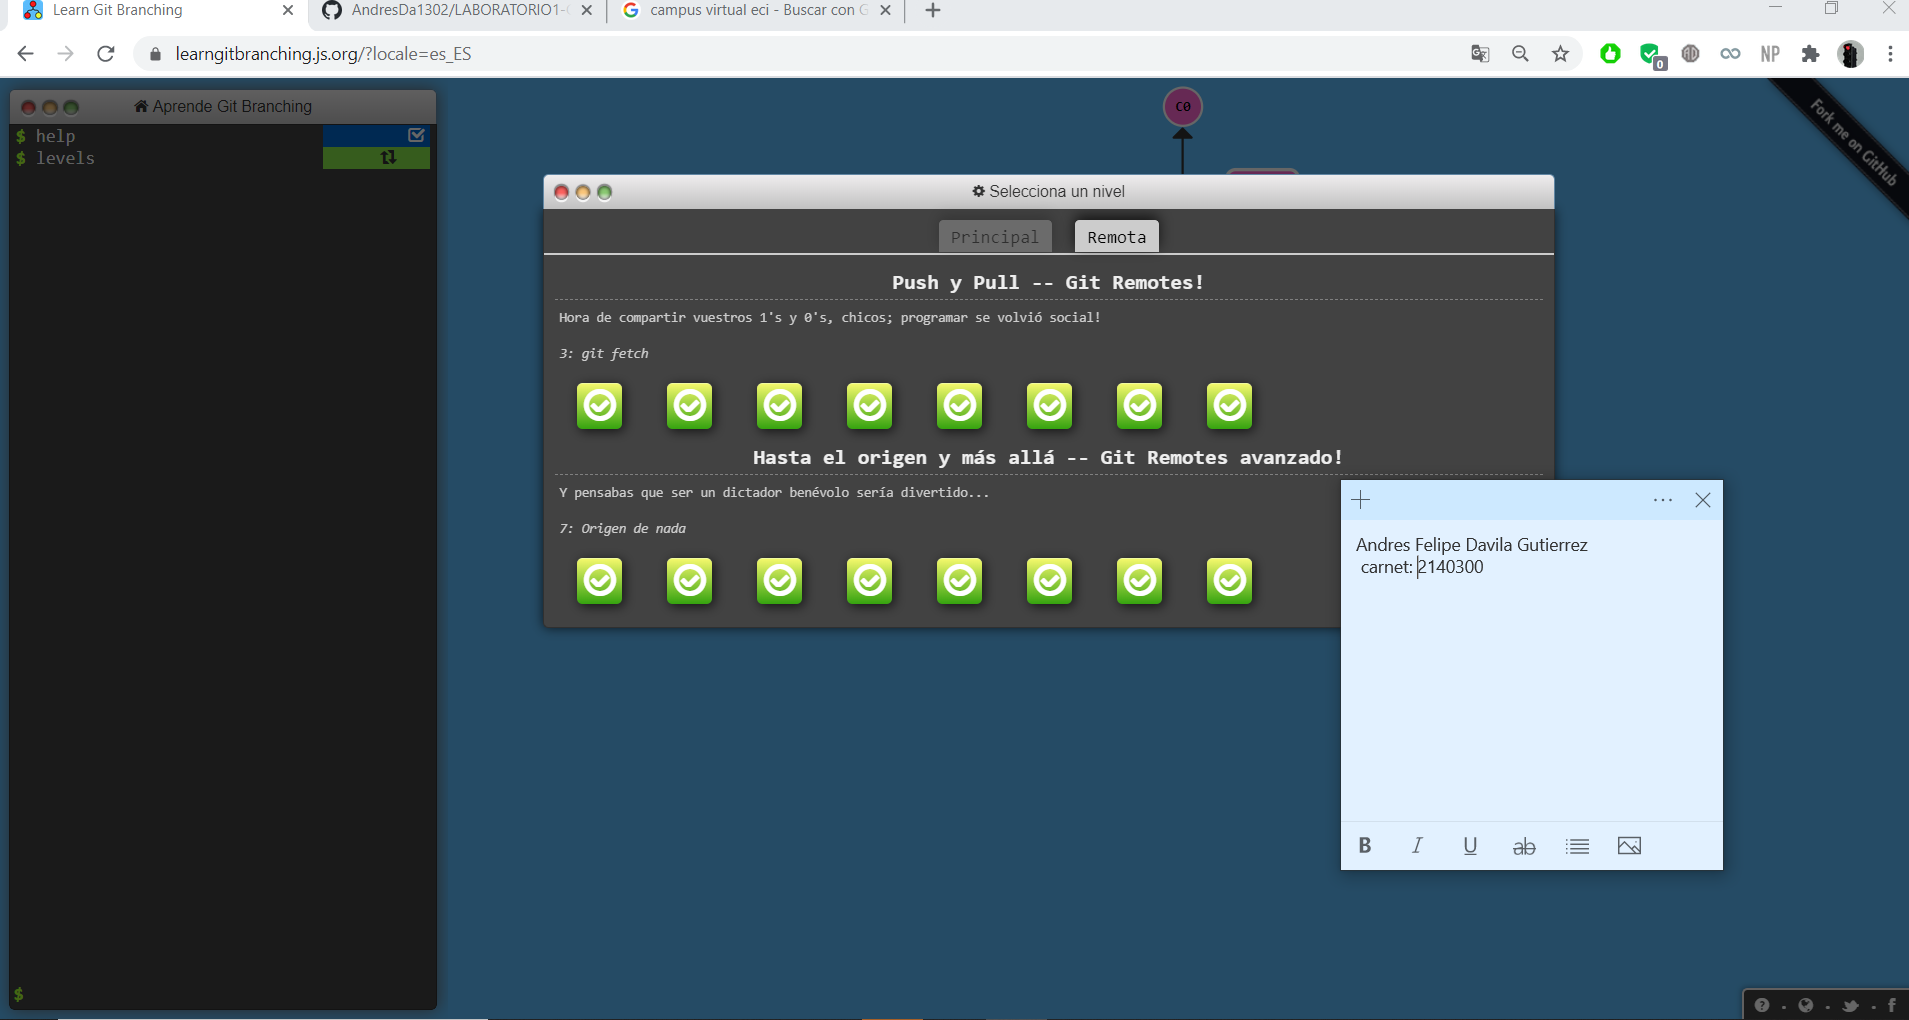 Learn Git Branching
AndresDa1302/LABORATORIO1-
campus virtual eci - Buscar con G
learngitbranching.js.org/?locale=es_ES
0
NP
Aprende Git Branching
$ help
$ levels
$
C0
Fork me on GitHub
Selecciona un nivel
Principal
Remota
Push y Pull -- Git Remotes!
Hora de compartir vuestros 1's y 0's, chicos; programar se volvió social!
3: git fetch
Hasta el origen y más allá -- Git Remotes avanzado!
Y pensabas que ser un dictador benévolo sería divertido...
7: Origen de nada
Andres Felipe Davila Gutierrez
carnet: 2140300
B I U ab